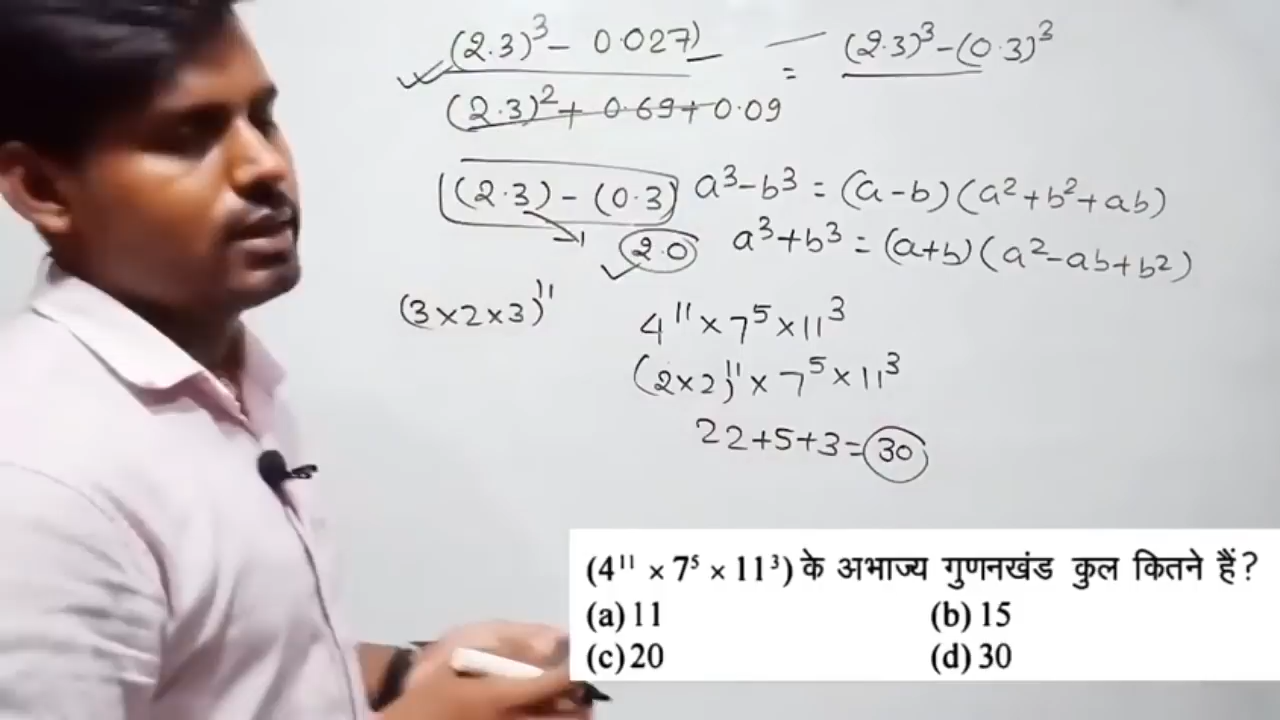 (2.3)³ - 0.027) = (2.3)³-(0.3)³
(2.3)² + 0.69 + 0.09
(2.3) - (0.3) a³-b³ = (a-b)(a²+b²+ab)
2.0 a³+b³ = (a+b)(a²-ab+b²)
(3×2×3)¹¹ 4¹¹×7⁵×11³
(2×2)¹¹×7⁵×11³
22+5+3=30
(4¹¹ × 7⁵ × 11³) के अभाज्य गुणनखंड कुल कितने हैं?
(a) 11 (b) 15
(c) 20 (d) 30